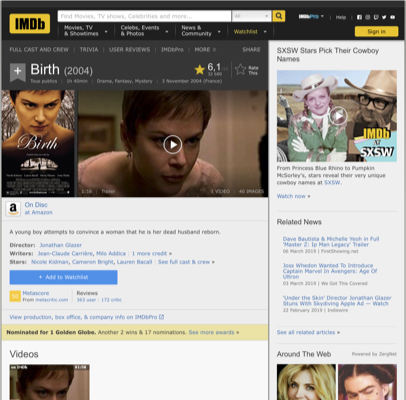 IMDb
Find Movies, TV shows, Celebrities and more...
All
IMDbPro
Help
Movies, TV
& Showtimes
Celebs, Events
& Photos
News &
Community
Watchlist
Sign in
FULL CAST AND CREW
TRIVIA
USER REVIEWS
IMDbPro
MORE
SHARE
Birth (2004)
6,1
Rate
This
Tous publics | 1h 40min | Drama, Fantasy, Mystery | 3 November 2004 (France)
Birth
1:56 | Trailer
3 VIDEO | 40 IMAGES
On Disc
at Amazon
A young boy attempts to convince a woman that he is her dead husband reborn.
Director: Jonathan Glazer
Writers: Jean-Claude Carrière, Milo Addica | 1 more credit »
Stars: Nicole Kidman, Cameron Bright, Lauren Bacall | See full cast & crew »
+ Add to Watchlist
Metascore
From metacritic.com
Reviews
363 user | 172 critic
View production, box office, & company info on IMDbPro
Nominated for 1 Golden Globe. Another 2 wins & 17 nominations. See more awards »
Videos
SXSW Stars Pick Their Cowboy
Names
IMDb
at SXSW
From Princess Blue Rhino to Pumpkin
McSmorley, stars reveal their very
unique cowboy names at SXSW.
Watch now »
Related News
Dave Bautista & Michelle Yeoh in Full
'Master Z: Ip Man Legacy' Trailer
06 March 2019 | FirstShowing.net
Joss Whedon Wanted To Introduce
Captain Marvel In Avengers: Age Of
Ultron
03 March 2019 | We Got This Covered
'Under the Skin' Director Jonathan Glazer
Stuns With Skydiving Apple Ad — Watch
22 February 2019 | Indiewire
See all related articles »
Around The Web
Powered by ZergNet